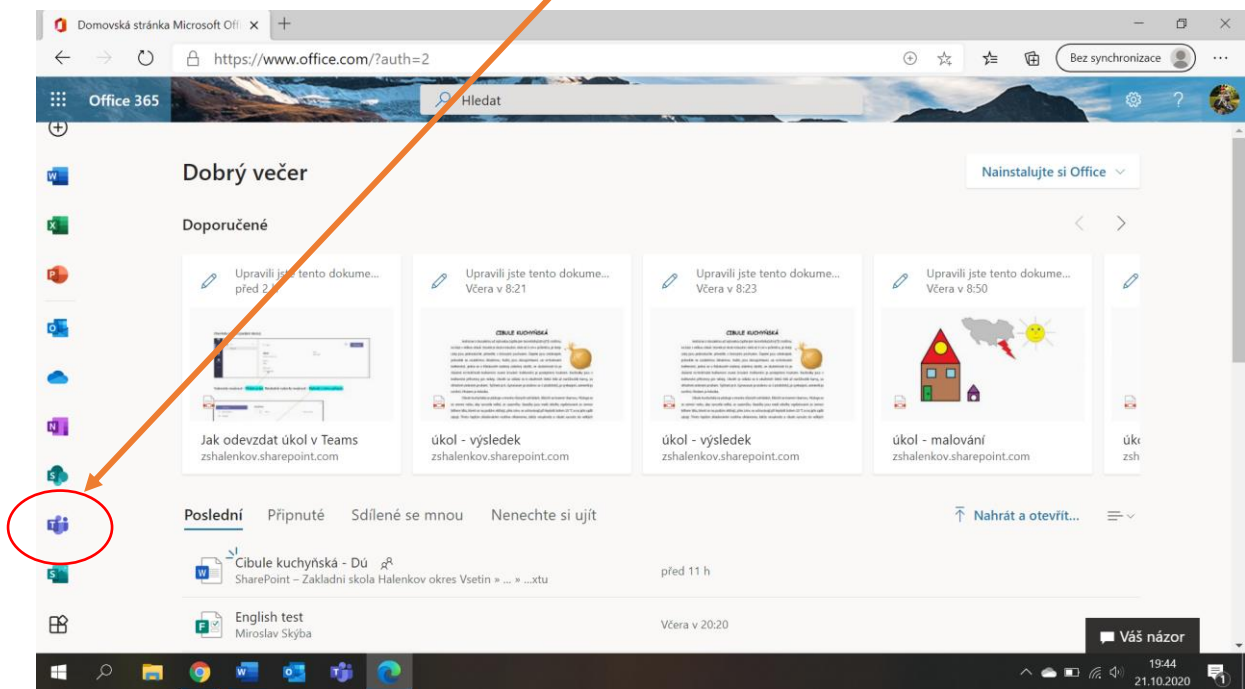 Domovská stránka Microsoft Off
https://www.office.com/?auth=2
Bez synchronizace
Office 365
Hledat
Dobrý večer
Nainstalujte si Office
Doporučené
Upravili jste tento dokume...
před 2
Upravili jste tento dokume...
Včera v 8:21
Upravili jste tento dokume...
Včera v 8:23
Upravili jste tento dokume...
Včera v 8:50
CIBULE KUCHYŇSKÁ
CIBULE KUCHYŇSKÁ
Jak odevzdat úkol v Teams
zshalenkov.sharepoint.com
úkol - výsledek
zshalenkov.sharepoint.com
úkol - výsledek
zshalenkov.sharepoint.com
úkol - malování
zshalenkov.sharepoint.com
Poslední Připnuté Sdílené se mnou Nenechte si ujít
Nahrát a otevřít...
Cibule kuchyňská - Dú
SharePoint – Zakladni skola Halenkov okres Vsetin » ... » ...xtu
před 11 h
English test
Miroslav Skýba
Včera v 20:20
Váš názor
19:44
21.10.2020